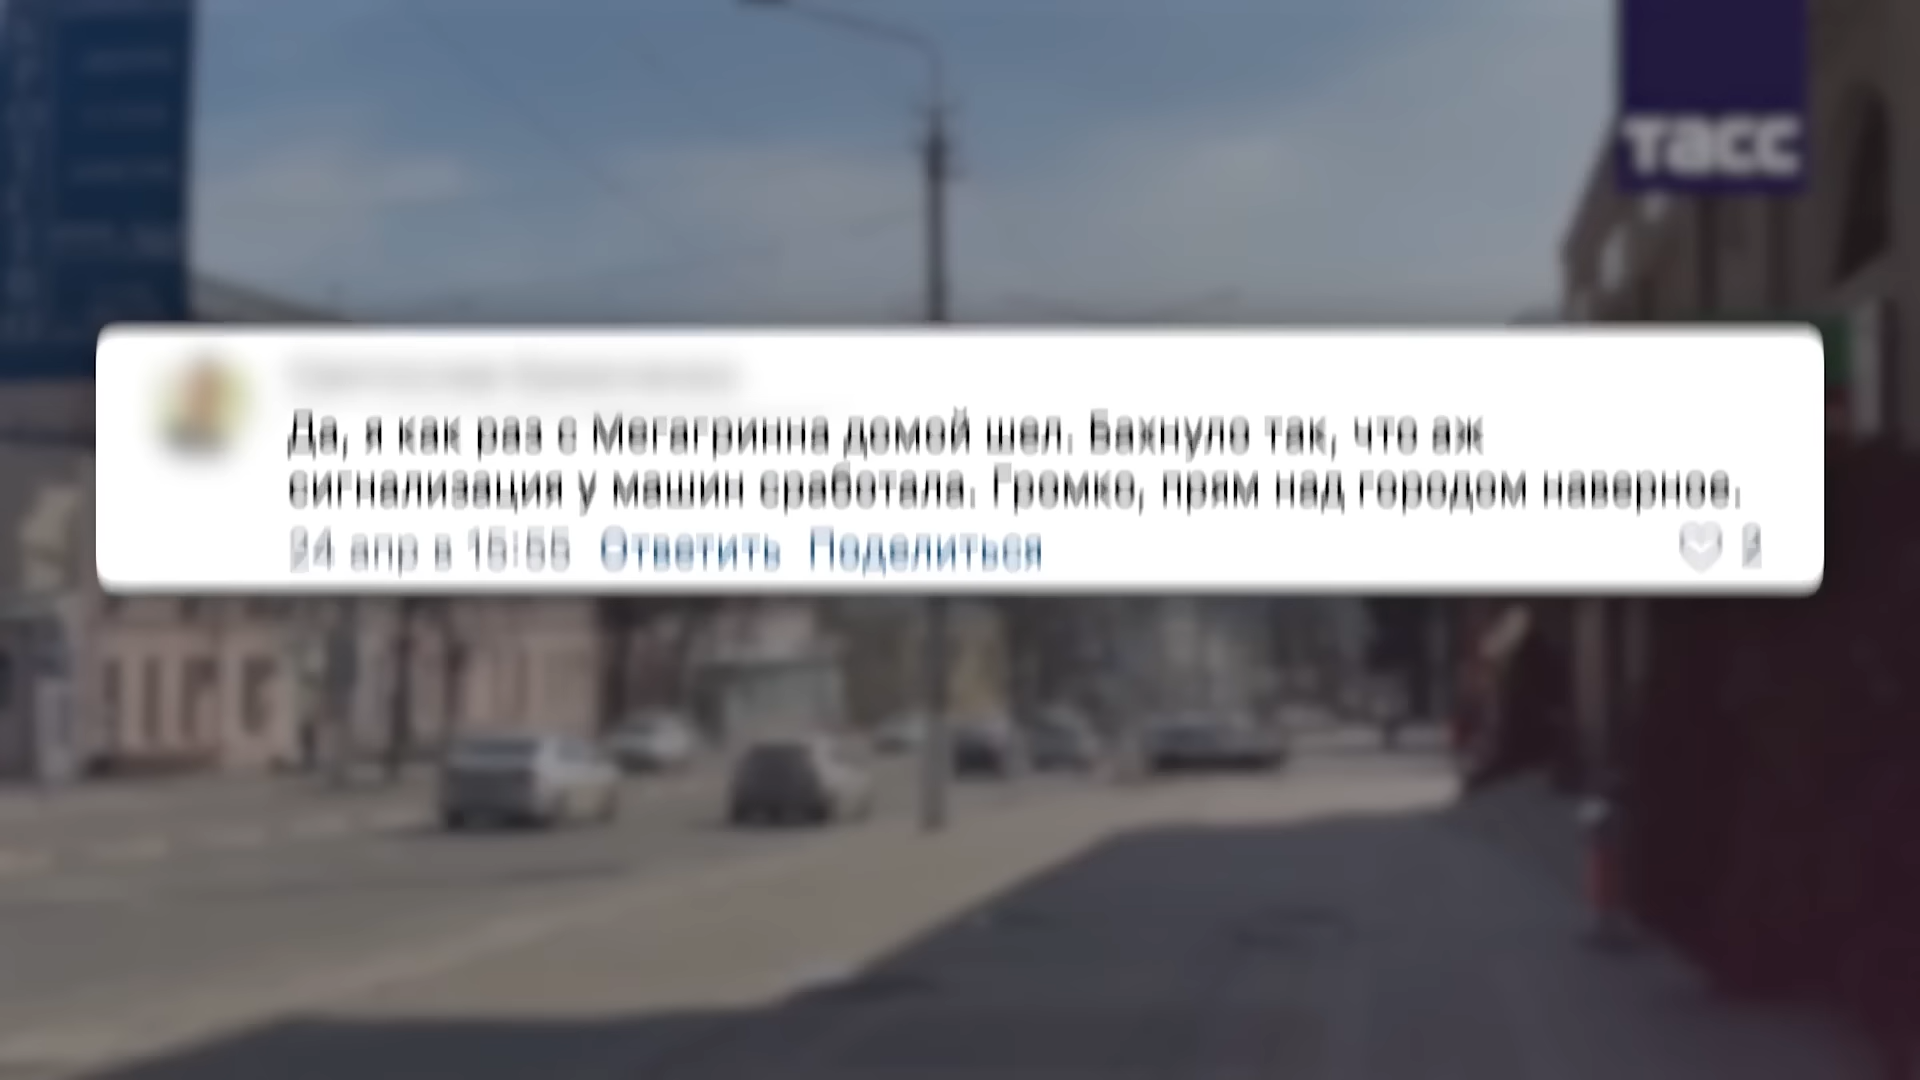 тасс
Да, я как раз с Мегагринна домой шел. Бахнуло так, что аж
сигнализация у машин сработала. Громко, прям над городом наверное.
24 апр в 15:55 Ответить Поделиться